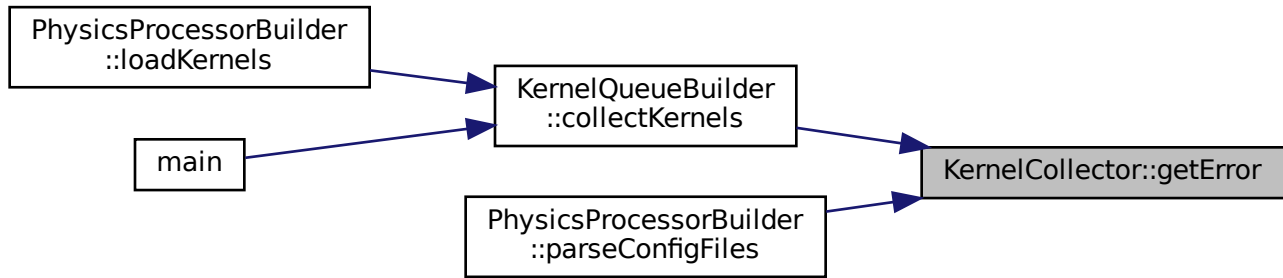 PhysicsProcessorBuilder
::loadKernels
KernelQueueBuilder
::collectKernels
main
KernelCollector::getError
PhysicsProcessorBuilder
::parseConfigFiles